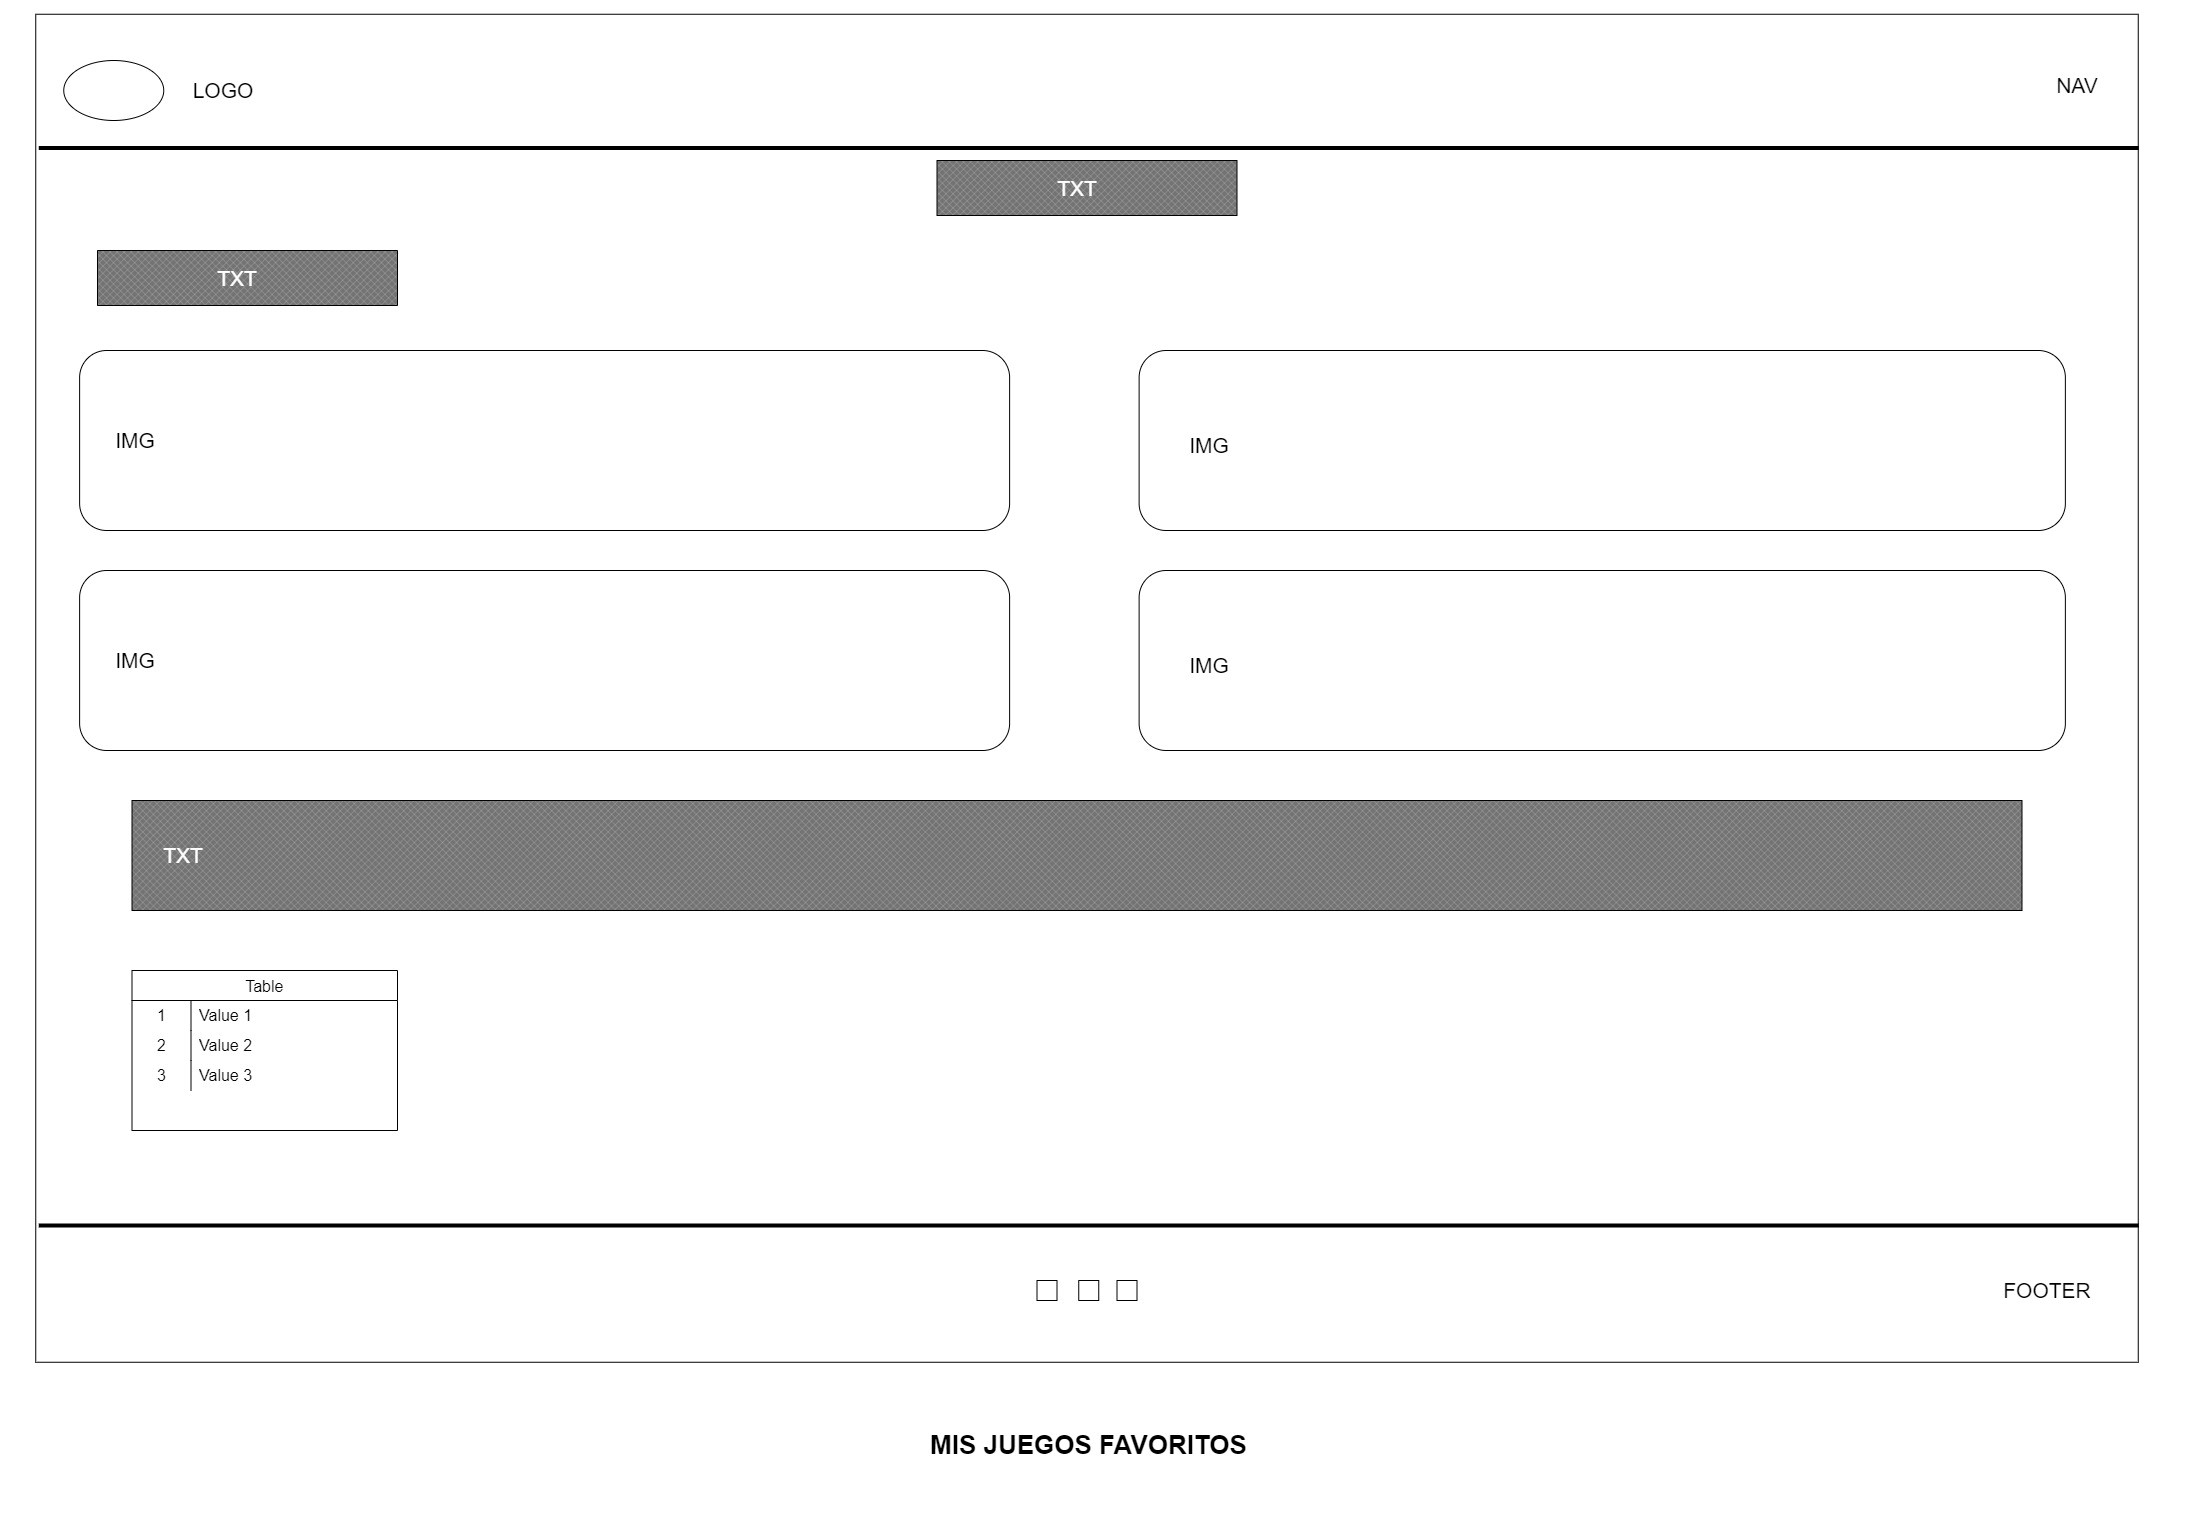 LOGO
NAV
TXT
TXT
IMG
IMG
IMG
IMG
TXT
Table
1 Value 1
2 Value 2
3 Value 3
FOOTER
MIS JUEGOS FAVORITOS